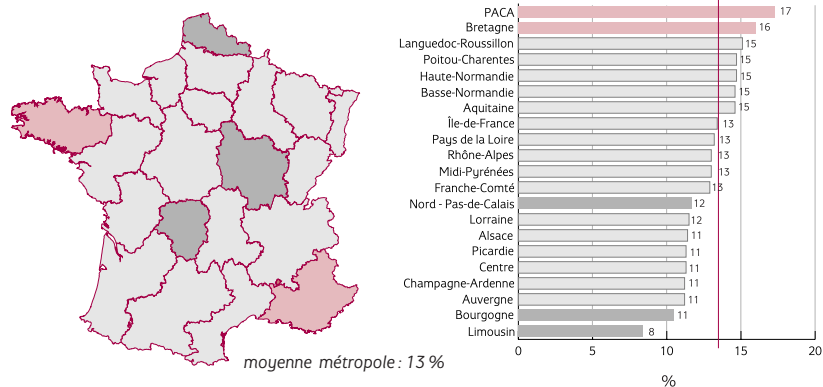 PACA 17
Bretagne 16
Languedoc-Roussillon 15
Poitou-Charentes 15
Haute-Normandie 15
Basse-Normandie 15
Aquitaine 15
Île-de-France 13
Pays de la Loire 13
Rhône-Alpes 13
Midi-Pyrénées 13
Franche-Comté 13
Nord - Pas-de-Calais 12
Lorraine 12
Alsace 11
Picardie 11
Centre 11
Champagne-Ardenne 11
Auvergne 11
Bourgogne 11
Limousin 8
0 5 10 15 20
%
moyenne métropole : 13 %